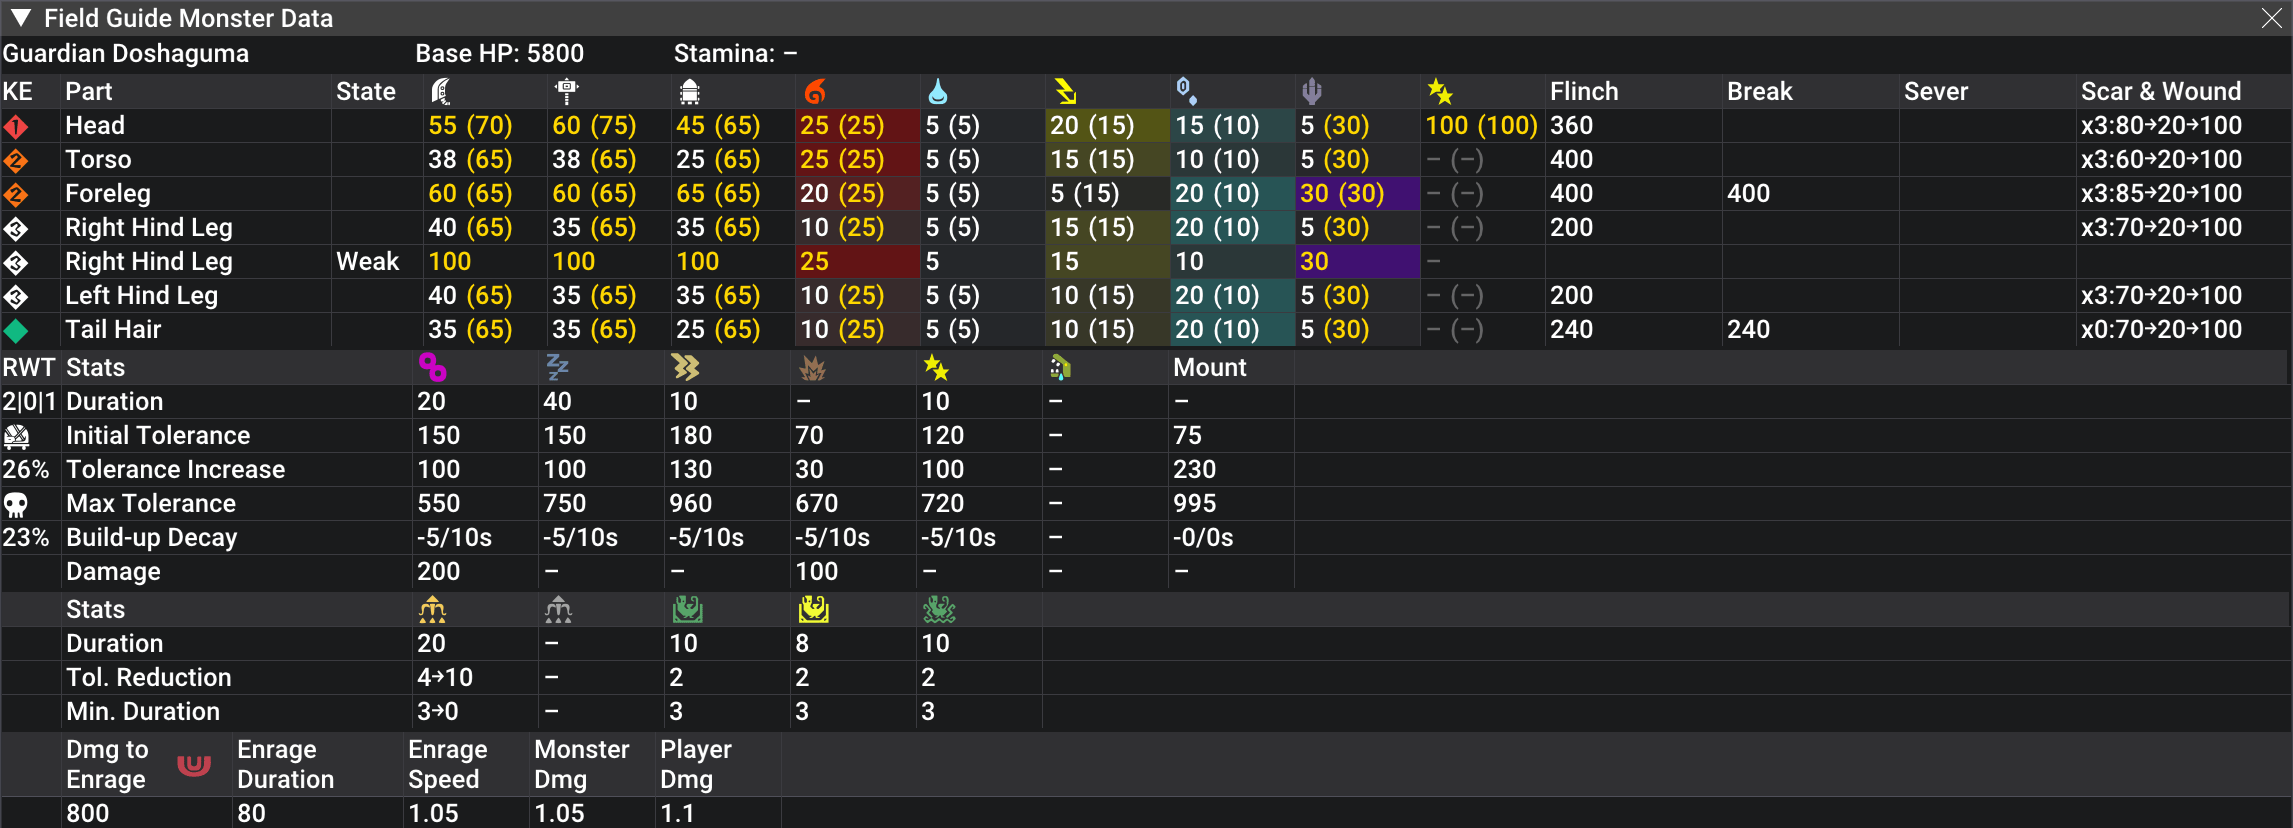 Field Guide Monster Data
Guardian Doshaguma Base HP: 5800 Stamina: –
KE Part State Flinch Break Sever Scar & Wound
1 Head 55 (70) 60 (75) 45 (65) 25 (25) 5 (5) 20 (15) 15 (10) 5 (30) 100 (100) 360 x3:80→20→100
2 Torso 38 (65) 38 (65) 25 (65) 25 (25) 5 (5) 15 (15) 10 (10) 5 (30) – (–) 400 x3:60→20→100
2 Foreleg 60 (65) 60 (65) 65 (65) 20 (25) 5 (5) 5 (15) 20 (10) 30 (30) – (–) 400 400 x3:85→20→100
3 Right Hind Leg 40 (65) 35 (65) 35 (65) 10 (25) 5 (5) 15 (15) 20 (10) 5 (30) – (–) 200 x3:70→20→100
3 Right Hind Leg Weak 100 100 100 25 5 15 10 30 –
3 Left Hind Leg 40 (65) 35 (65) 35 (65) 10 (25) 5 (5) 10 (15) 20 (10) 5 (30) – (–) 200 x3:70→20→100
Tail Hair 35 (65) 35 (65) 25 (65) 10 (25) 5 (5) 10 (15) 20 (10) 5 (30) – (–) 240 240 x0:70→20→100
RWT Stats Mount
2|0|1 Duration 20 40 10 – 10 – –
Initial Tolerance 150 150 180 70 120 – 75
26% Tolerance Increase 100 100 130 30 100 – 230
Max Tolerance 550 750 960 670 720 – 995
23% Build-up Decay -5/10s -5/10s -5/10s -5/10s -5/10s – -0/0s
Damage 200 – – 100 – – –
Stats
Duration 20 – 10 8 10
Tol. Reduction 4→10 – 2 2 2
Min. Duration 3→0 – 3 3 3
Dmg to Enrage Enrage Duration Enrage Speed Monster Dmg Player Dmg
800 80 1.05 1.05 1.1